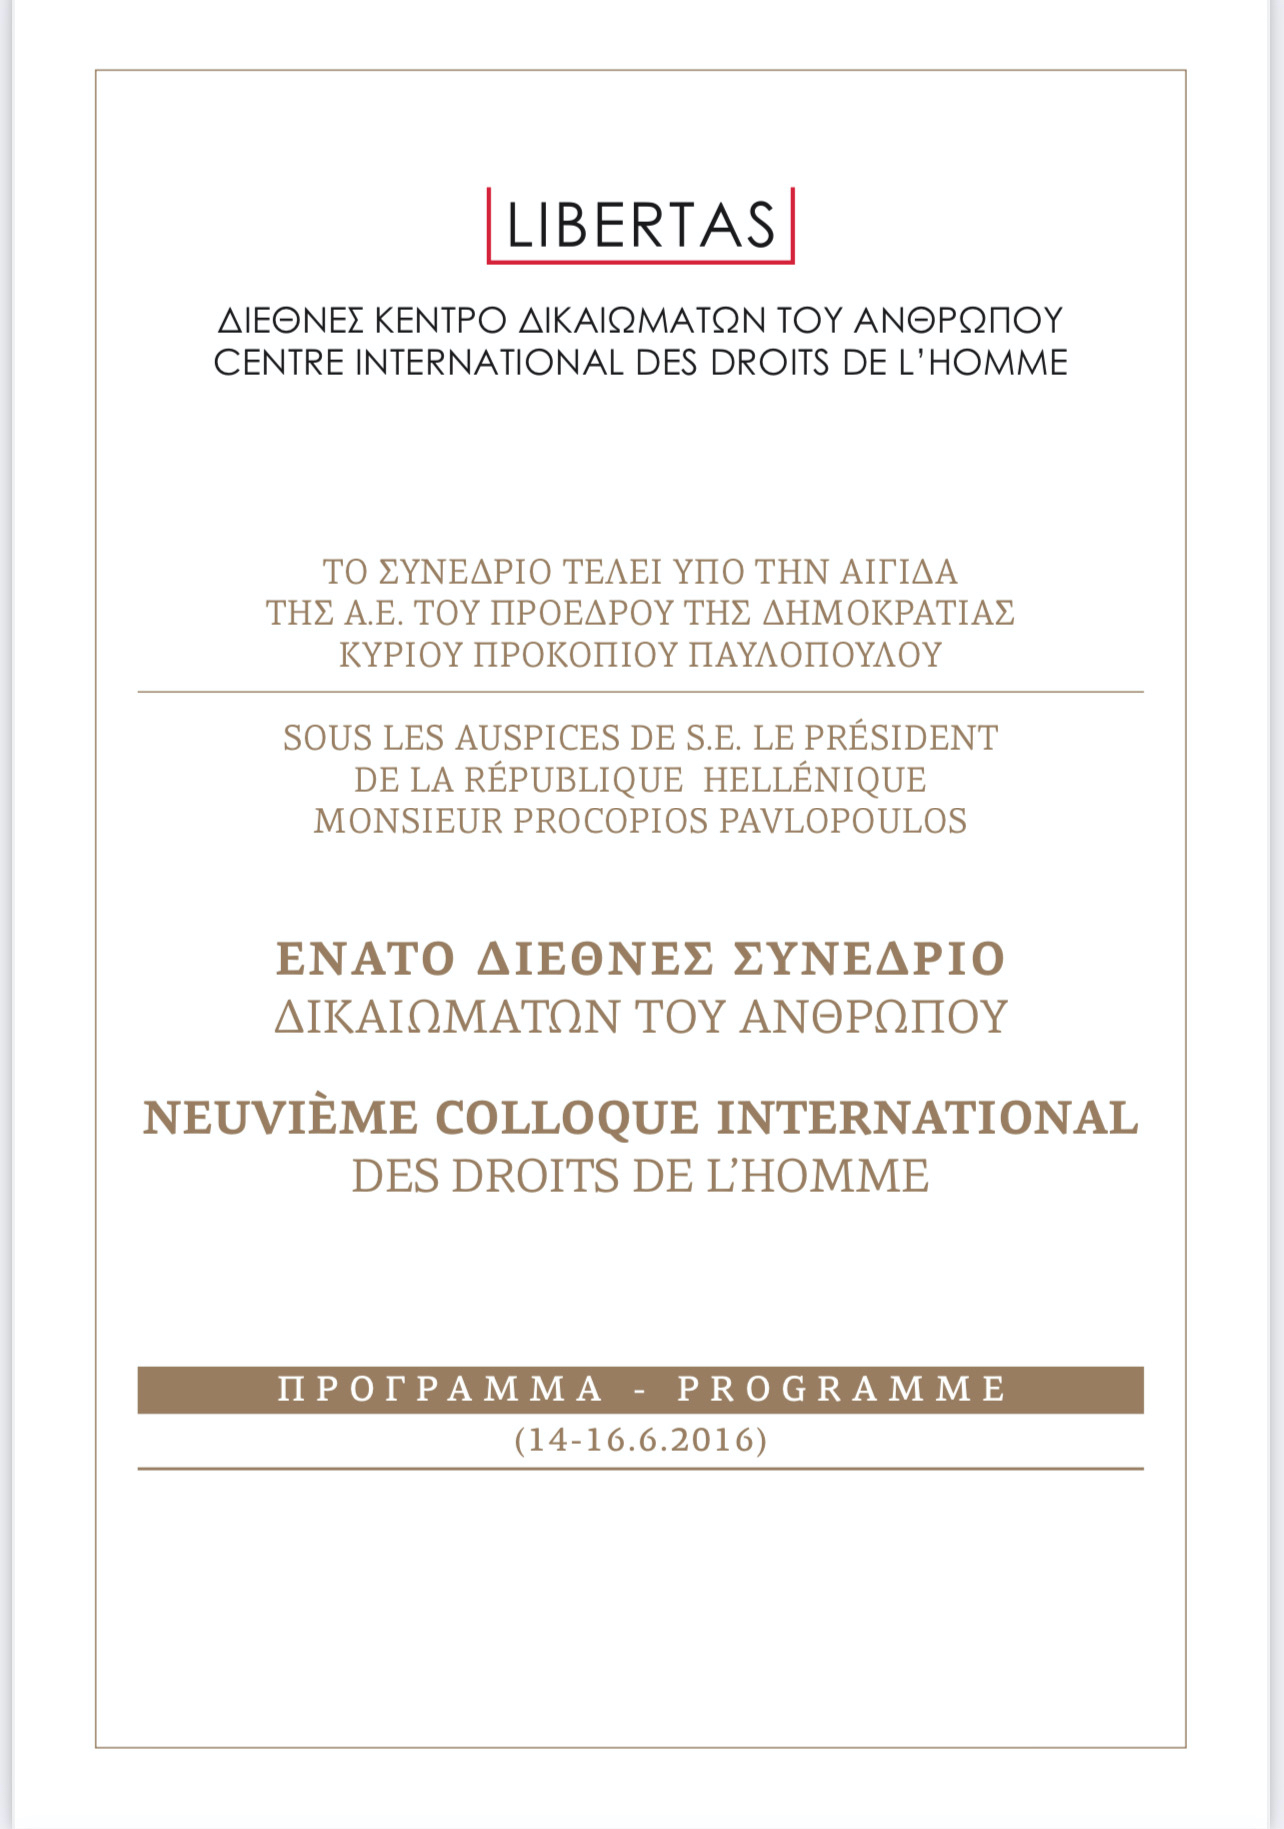 LIBERTAS
ΔΙΕΘΝΕΣ ΚΕΝΤΡΟ ΔΙΚΑΙΩΜΑΤΩΝ ΤΟΥ ΑΝΘΡΩΠΟΥ
CENTRE INTERNATIONAL DES DROITS DE L’HOMME
ΤΟ ΣΥΝΕΔΡΙΟ ΤΕΛΕΙ ΥΠΟ ΤΗΝ ΑΙΓΙΔΑ
ΤΗΣ Α.Ε. ΤΟΥ ΠΡΟΕΔΡΟΥ ΤΗΣ ΔΗΜΟΚΡΑΤΙΑΣ
ΚΥΡΙΟΥ ΠΡΟΚΟΠΙΟΥ ΠΑΥΛΟΠΟΥΛΟΥ
SOUS LES AUSPICES DE S.E. LE PRÉSIDENT
DE LA RÉPUBLIQUE HELLÉNIQUE
MONSIEUR PROCOPIOS PAVLOPOULOS
ΕΝΑΤΟ ΔΙΕΘΝΕΣ ΣΥΝΕΔΡΙΟ
ΔΙΚΑΙΩΜΑΤΩΝ ΤΟΥ ΑΝΘΡΩΠΟΥ
NEUVIÈME COLLOQUE INTERNATIONAL
DES DROITS DE L’HOMME
ΠΡΟΓΡΑΜΜΑ - PROGRAMME
(14-16.6.2016)